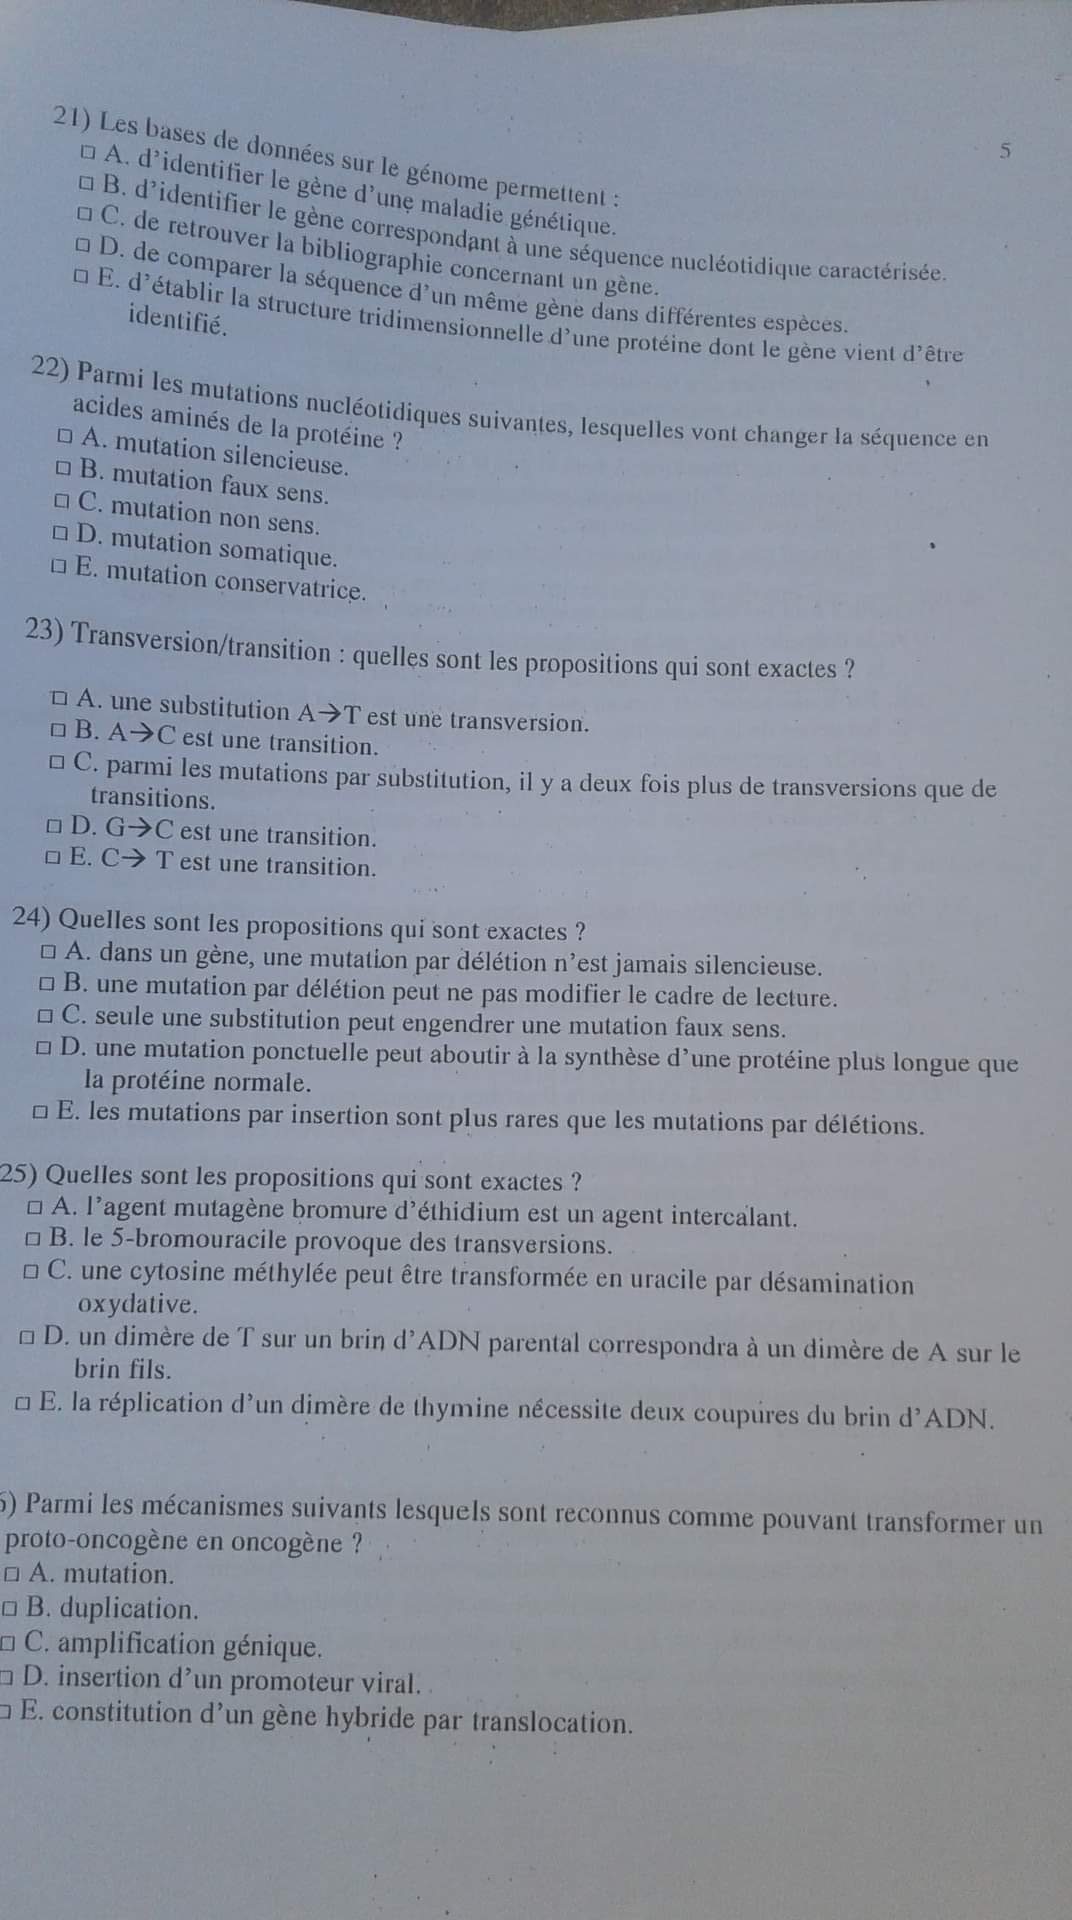 5
21) Les bases de données sur le génome permettent :
□ A. d'identifier le gène d'une maladie génétique.
□ B. d'identifier le gène correspondant à une séquence nucléotidique caractérisée.
□ C. de retrouver la bibliographie concernant un gène.
□ D. de comparer la séquence d'un même gène dans différentes espèces.
□ E. d'établir la structure tridimensionnelle d'une protéine dont le gène vient d'être
identifié.
22) Parmi les mutations nucléotidiques suivantes, lesquelles vont changer la séquence en
acides aminés de la protéine ?
□ A. mutation silencieuse.
□ B. mutation faux sens.
□ C. mutation non sens.
□ D. mutation somatique.
□ E. mutation conservatrice.
23) Transversion/transition : quelles sont les propositions qui sont exactes ?
□ A. une substitution A→T est une transversion.
□ B. A→C est une transition.
□ C. parmi les mutations par substitution, il y a deux fois plus de transversions que de
transitions.
□ D. G→C est une transition.
□ E. C→ T est une transition.
24) Quelles sont les propositions qui sont exactes ?
□ A. dans un gène, une mutation par délétion n'est jamais silencieuse.
□ B. une mutation par délétion peut ne pas modifier le cadre de lecture.
□ C. seule une substitution peut engendrer une mutation faux sens.
□ D. une mutation ponctuelle peut aboutir à la synthèse d'une protéine plus longue que
la protéine normale.
□ E. les mutations par insertion sont plus rares que les mutations par délétions.
25) Quelles sont les propositions qui sont exactes ?
□ A. l'agent mutagène bromure d'éthidium est un agent intercalant.
□ B. le 5-bromouracile provoque des transversions.
□ C. une cytosine méthylée peut être transformée en uracile par désamination
oxydative.
□ D. un dimère de T sur un brin d'ADN parental correspondra à un dimère de A sur le
brin fils.
□ E. la réplication d'un dimère de thymine nécessite deux coupures du brin d'ADN.
6) Parmi les mécanismes suivants lesquels sont reconnus comme pouvant transformer un
proto-oncogène en oncogène ?
□ A. mutation.
□ B. duplication.
□ C. amplification génique.
□ D. insertion d'un promoteur viral.
□ E. constitution d'un gène hybride par translocation.